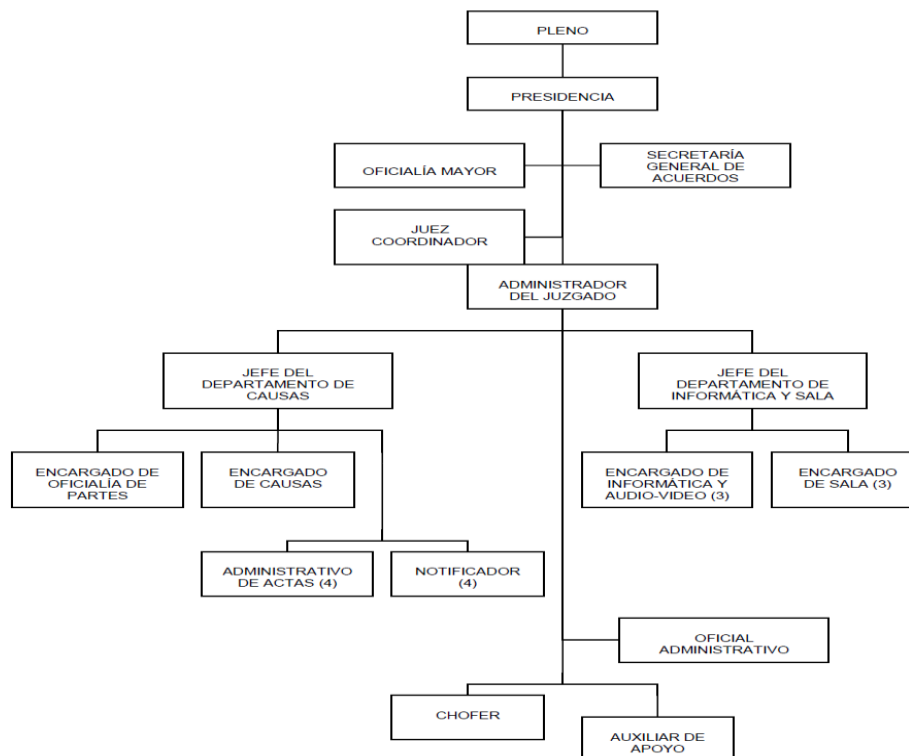 PLENO
PRESIDENCIA
OFICIALÍA MAYOR
SECRETARÍA
GENERAL DE
ACUERDOS
JUEZ
COORDINADOR
ADMINISTRADOR
DEL JUZGADO
JEFE DEL
DEPARTAMENTO DE
CAUSAS
JEFE DEL
DEPARTAMENTO DE
INFORMÁTICA Y SALA
ENCARGADO DE
OFICIALÍA DE
PARTES
ENCARGADO
DE CAUSAS
ENCARGADO DE
INFORMÁTICA Y
AUDIO-VIDEO (3)
ENCARGADO
DE SALA (3)
ADMINISTRATIVO
DE ACTAS (4)
NOTIFICADOR
(4)
OFICIAL
ADMINISTRATIVO
CHOFER
AUXILIAR DE
APOYO